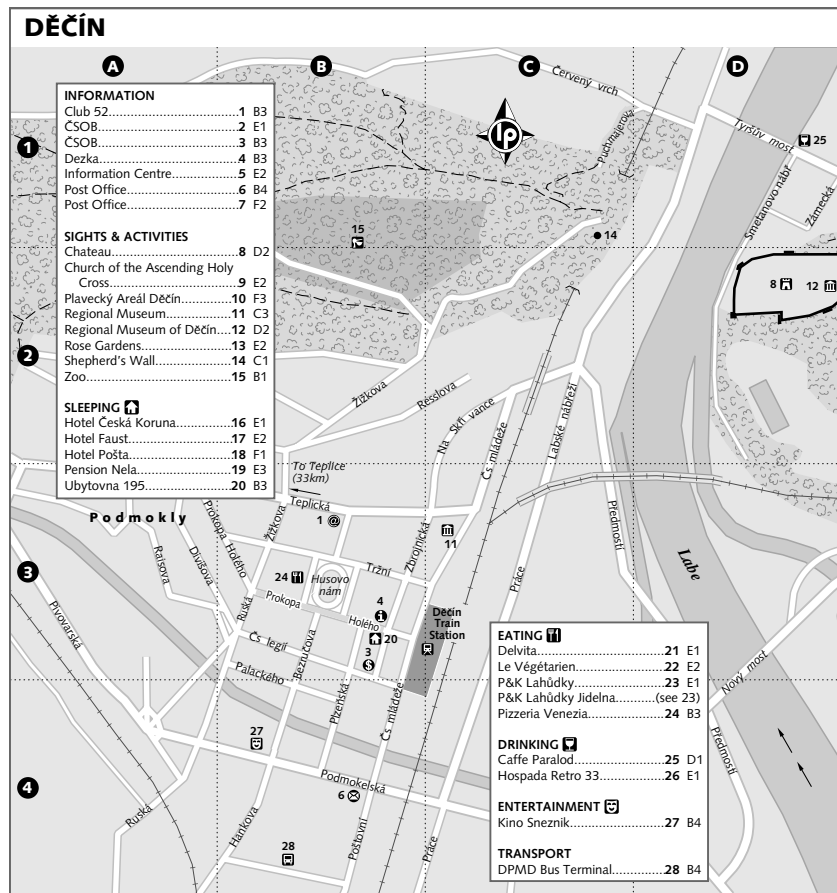 DĚČÍN
A
B
C
D
1
2
3
4
INFORMATION
Club 52..................................1 B3
ČSOB.....................................2 E1
ČSOB.....................................3 B3
Dezka....................................4 B3
Information Centre............5 E2
Post Office............................6 B4
Post Office............................7 F2
SIGHTS & ACTIVITIES
Chateau.................................8 D2
Church of the Ascending Holy
Cross.................................9 E2
Plavecký Areál Děčín..........10 F3
Regional Museum..............11 C3
Regional Museum of Děčín....12 D2
Rose Gardens.....................13 E2
Shepherd's Wall..................14 C1
Zoo.......................................15 B1
SLEEPING
Hotel Česká Koruna............16 E1
Hotel Faust..........................17 E2
Hotel Pošta..........................18 F1
Pension Nela.......................19 E3
Ubytovna 195.....................20 B3
Červený vrch
Puchmajerova
lp
Tyršův most
25
Smetanovo nábř
Zámecká
15
14
8
12
Žižkova
Resslova
Na Skřivance
Čs mládeže
Labské nábřeží
To Teplice
(33km)
Teplická
Podmokly
Prokopa Holého
Žižkova
1 @
Zbrojnická
11
Předmostí
Labe
Raisova
Divišova
Tržní
24
Husovo
nám
Práce
Pivovarská
Ruská
Prokopa
Holého
4
Děčín
Train
Station
20
3
Čs legií
Bezručova
Palackého
Plzeňská
Čs mládeže
Nový most
Předmostí
27
Podmokelská
6
Ruská
Hankova
28
Poštovní
Práce
EATING
Delvita..................................21 E1
Le Végétarien......................22 E2
P&K Lahůdky......................23 E1
P&K Lahůdky Jidelna.........(see 23)
Pizzeria Venezia..................24 B3
DRINKING
Caffe Paralod......................25 D1
Hospada Retro 33...............26 E1
ENTERTAINMENT
Kino Sneznik........................27 B4
TRANSPORT
DPMD Bus Terminal............28 B4